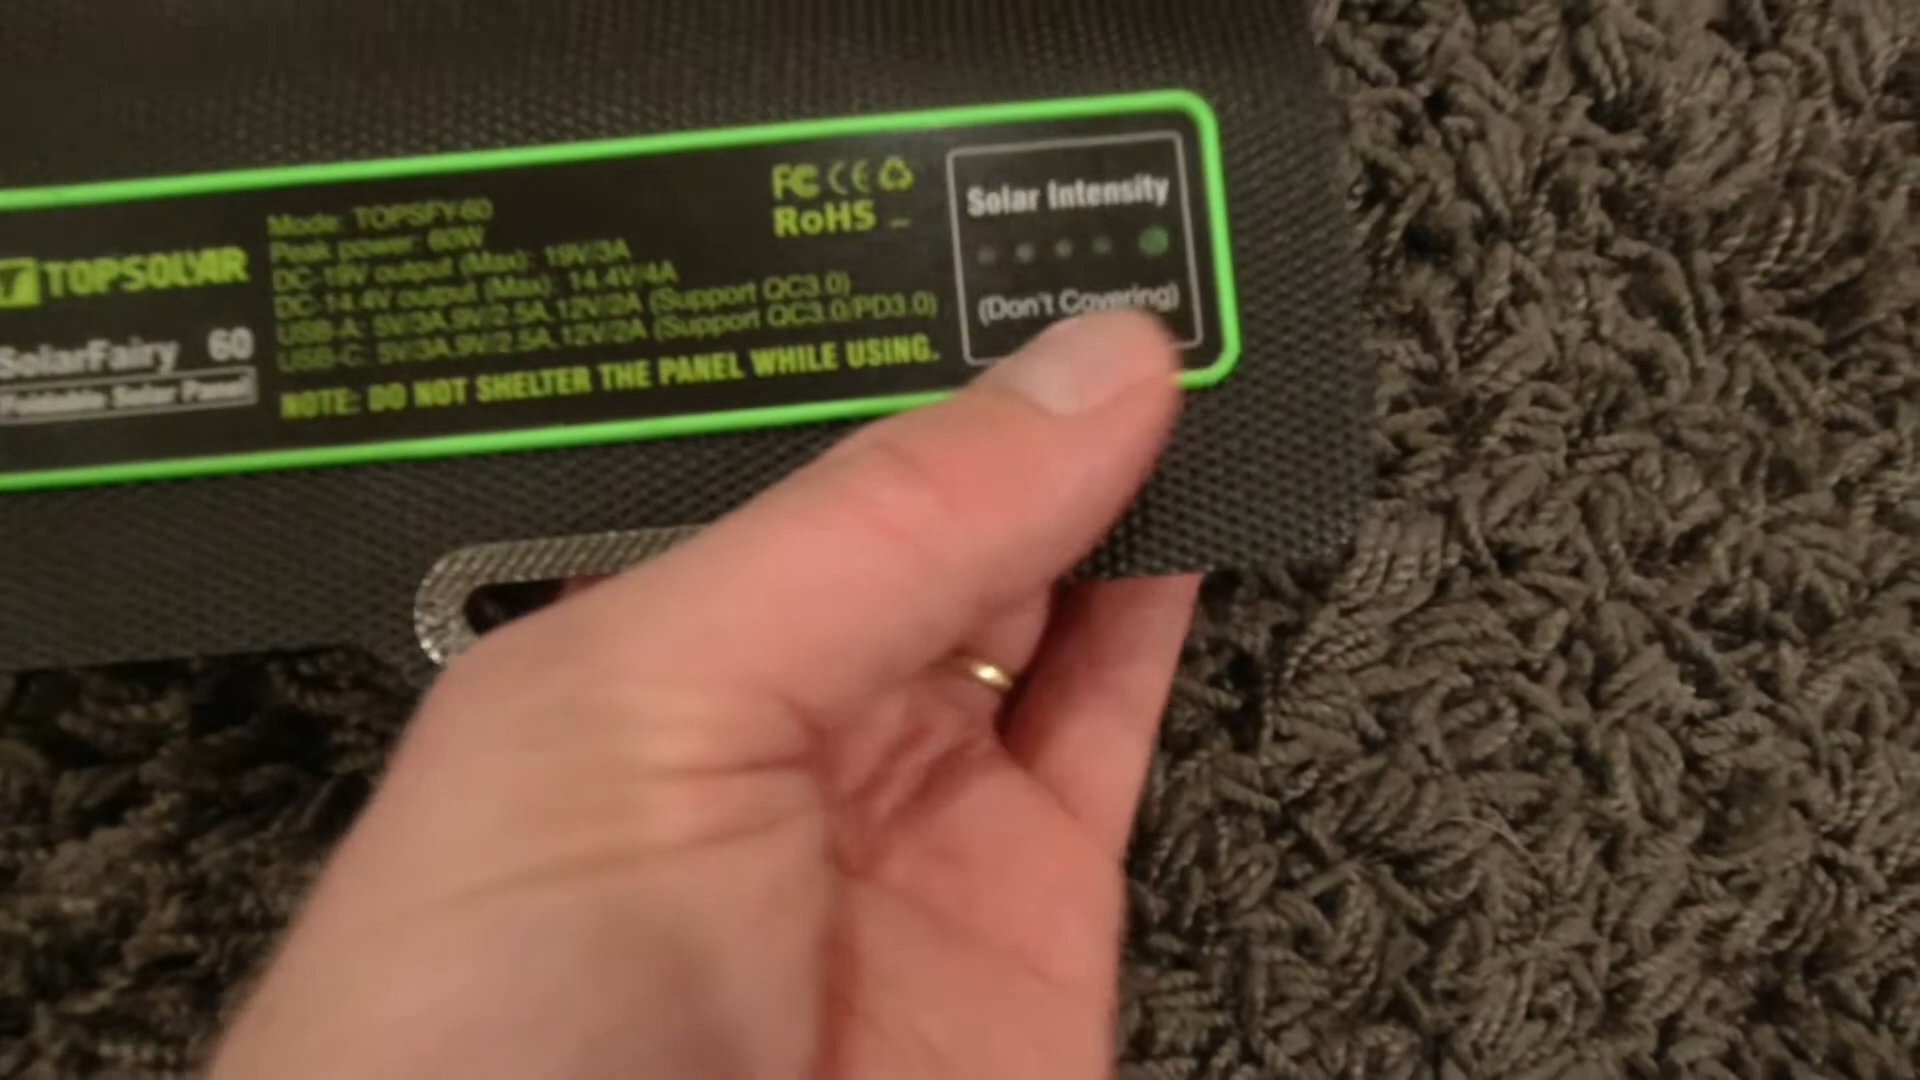 TOPSOLAR
SolarFairy 60
Foldable Solar Panel
Mode: TOPSFY-60
Peak power: 60W
DC-19V output (Max): 19V/3A
DC-14.4V output (Max): 14.4V/4A
USB-A: 5V/3A,9V/2.5A,12V/2A (Support QC3.0)
USB-C: 5V/3A,9V/2.5A,12V/2A (Support QC3.0/PD3.0)
NOTE: DO NOT SHELTER THE PANEL WHILE USING.
FC CE
RoHS
Solar Intensity
(Don't Covering)